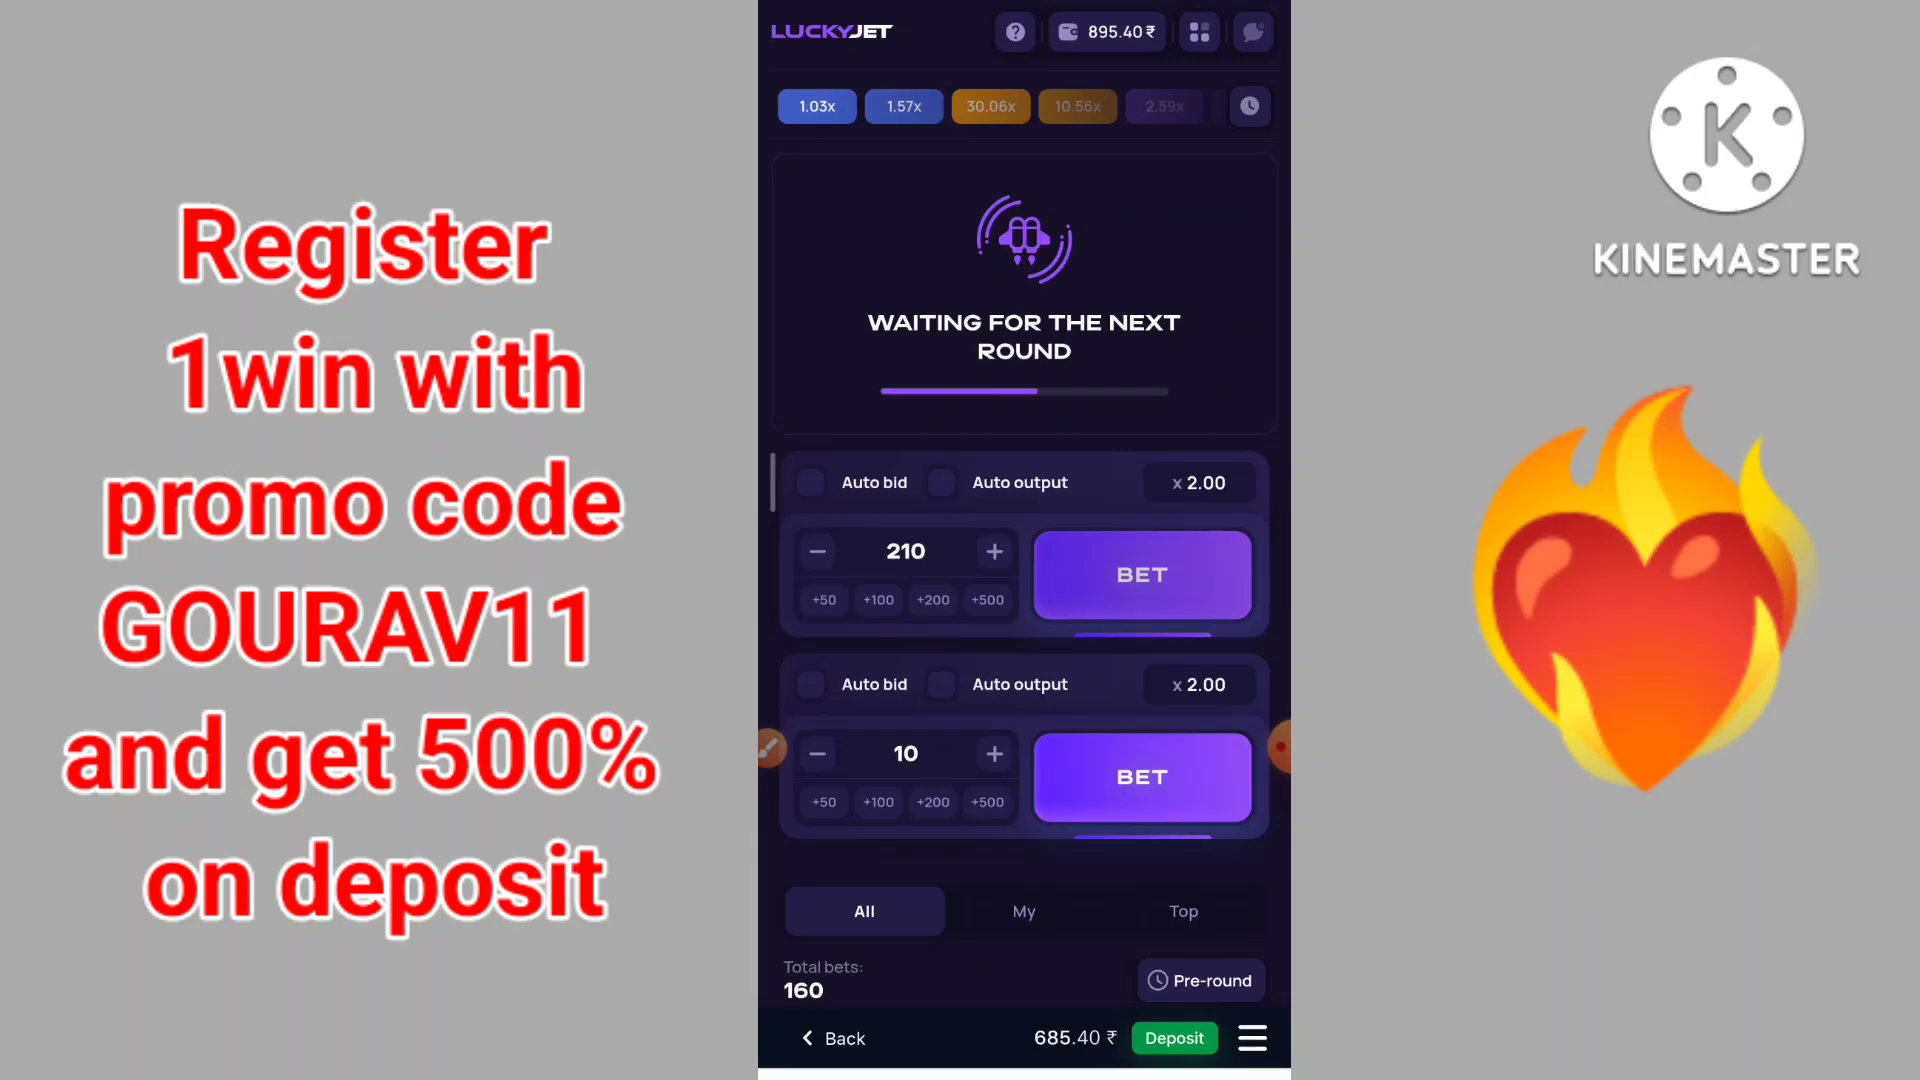 Register
1win with
promo code
GOURAV11
and get 500%
on deposit
LUCKYJET
?
895.40 ₹
1.03x
1.57x
30.06x
10.56x
2.59x
WAITING FOR THE NEXT
ROUND
Auto bid
Auto output
x 2.00
− 210 +
+50 +100 +200 +500
BET
Auto bid
Auto output
x 2.00
− 10 +
+50 +100 +200 +500
BET
All
My
Top
Total bets:
160
Pre-round
Back
685.40 ₹
Deposit
K
KINEMASTER